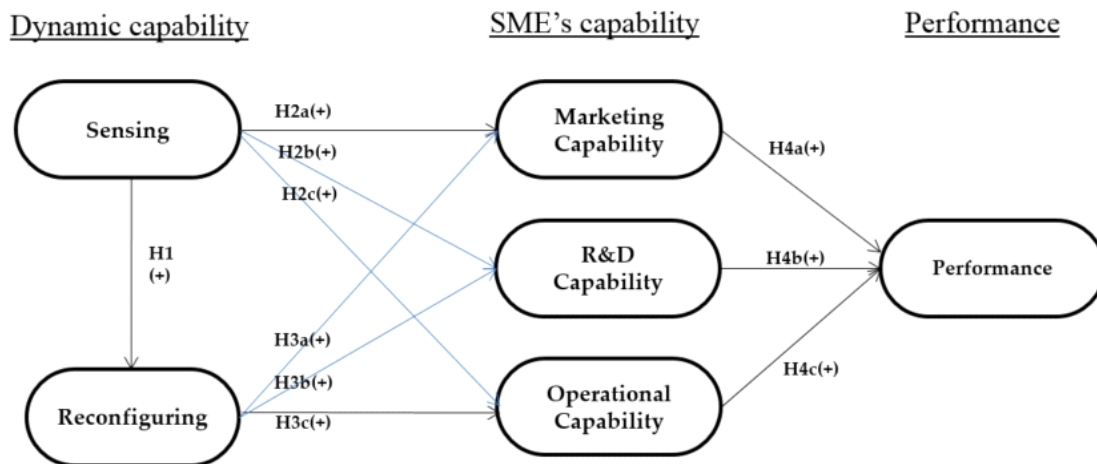 Dynamic capability
SME’s capability
Performance
Sensing
H1
(+)
Reconfiguring
H2a(+)
H2b(+)
H2c(+)
H3a(+)
H3b(+)
H3c(+)
Marketing
Capability
R&D
Capability
Operational
Capability
H4a(+)
H4b(+)
H4c(+)
Performance